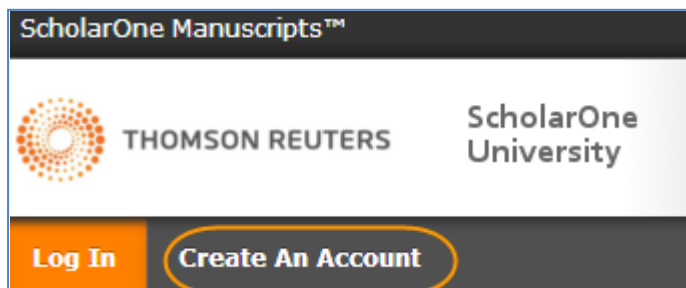 ScholarOne Manuscripts™
THOMSON REUTERS
ScholarOne
University
Log In
Create An Account